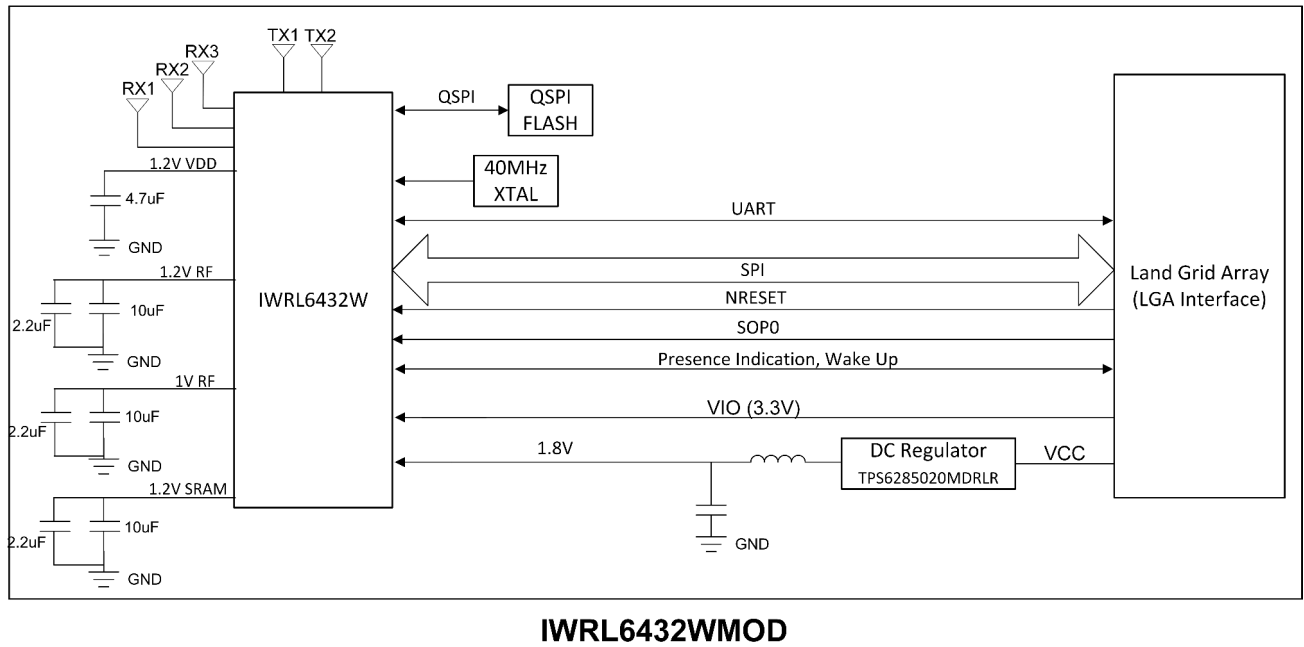 TX1 TX2
RX3
RX2
RX1
QSPI
QSPI
FLASH
1.2V VDD
40MHz
XTAL
4.7uF
UART
GND
1.2V RF
SPI
Land Grid Array
(LGA Interface)
IWRL6432W
NRESET
10uF
2.2uF
SOP0
GND
Presence Indication, Wake Up
1V RF
VIO (3.3V)
10uF
2.2uF
1.8V
DC Regulator
TPS6285020MDRLR
VCC
GND
1.2V SRAM
10uF
2.2uF
GND
GND
IWRL6432WMOD